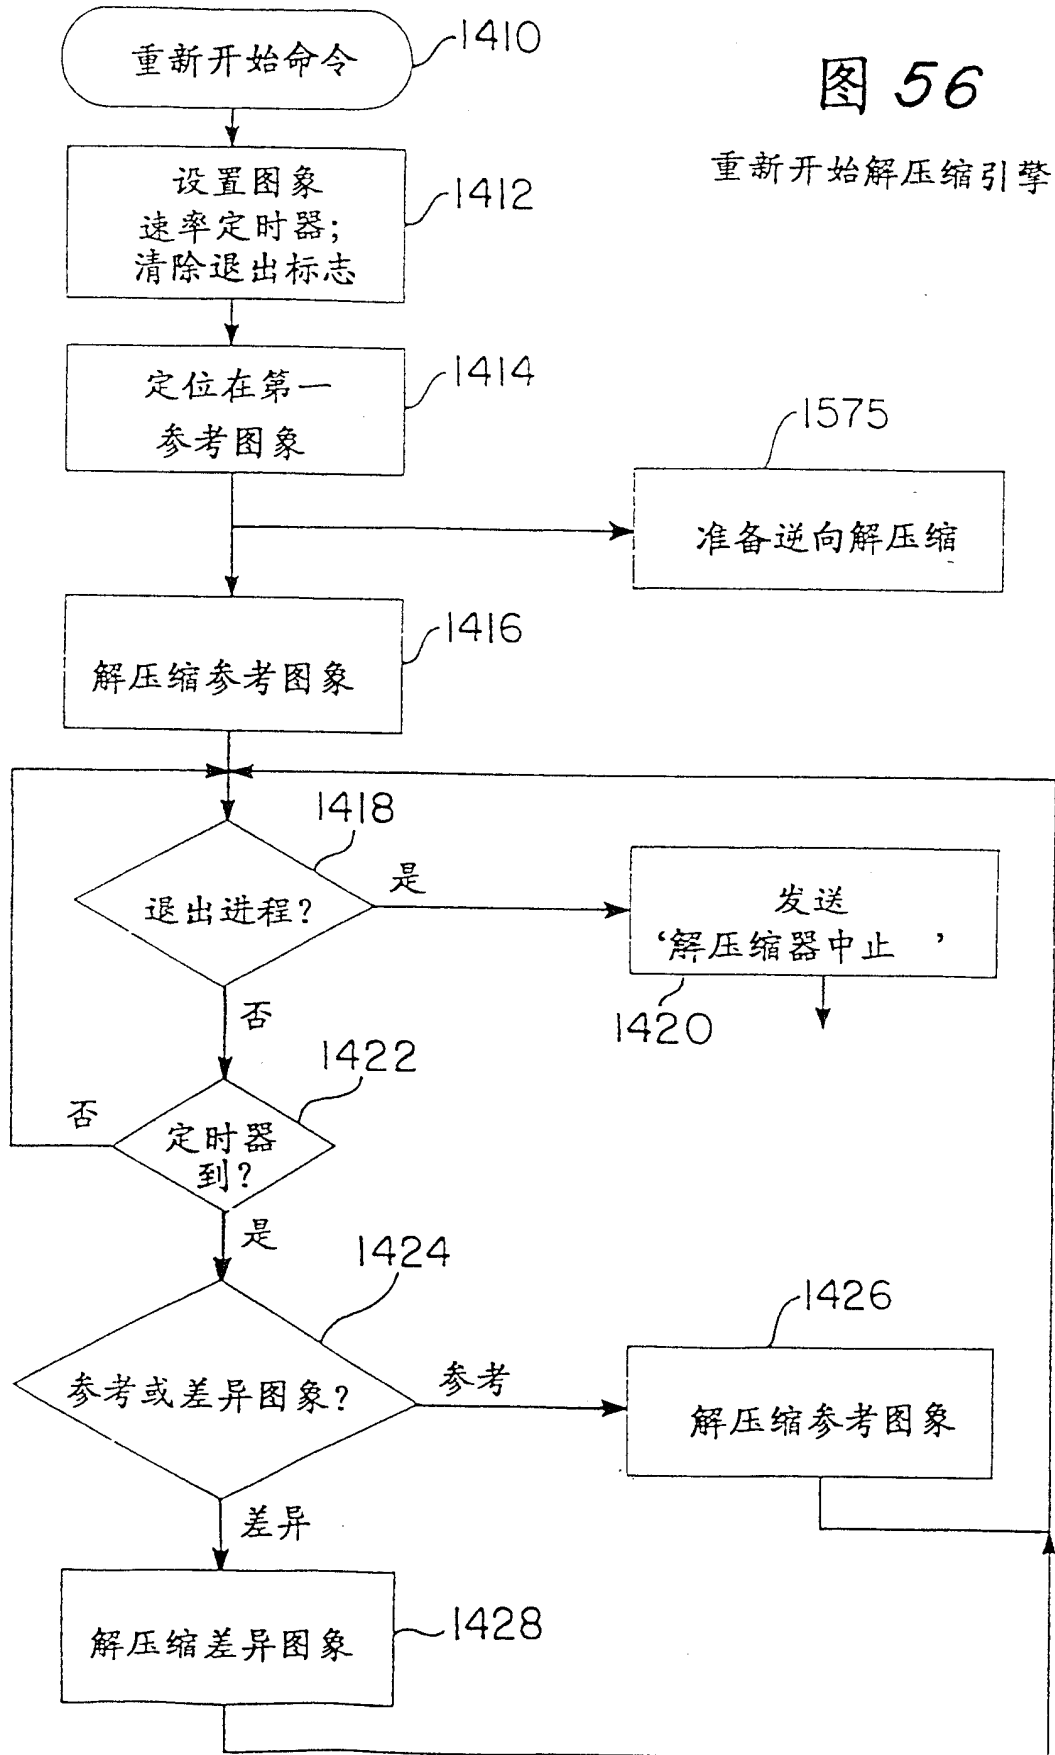 重新开始命令
1410
图 56
重新开始解压缩引擎
设置图象
速率定时器;
清除退出标志
1412
定位在第一
参考图象
1414
1575
准备逆向解压缩
解压缩参考图象
1416
1418
退出进程?
是
发送
‘解压缩器中止 ’
1420
否
1422
否
定时器
到?
是
1424
参考或差异图象?
参考
1426
解压缩参考图象
差异
解压缩差异图象
1428